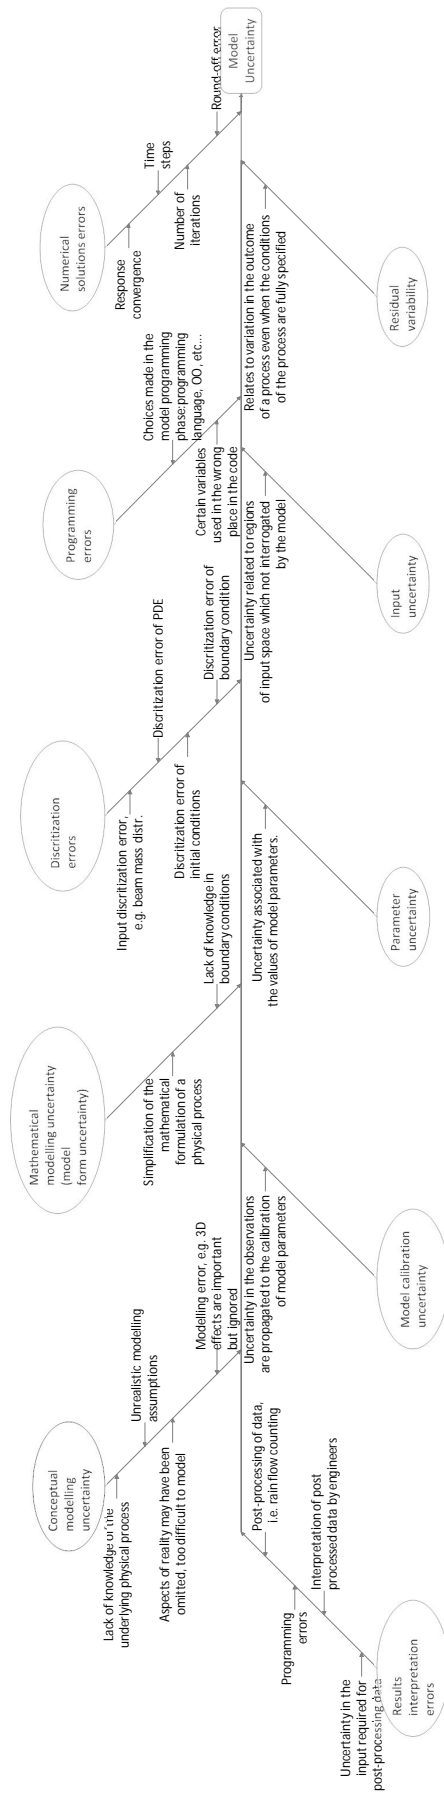 Conceptual
modelling
uncertainty
Lack of knowledge of the
underlying physical process
Unrealistic modelling
assumptions
Aspects of reality may have been
omitted, too difficult to model
Modelling error, e.g. 3D
effects are important
but ignored
Mathematical
modelling uncertainty
(model
form uncertainty)
Simplification of the
mathematical
formulation of a
physical process
Lack of knowledge in
boundary conditions
Discritization
errors
Input discritization error,
e.g. beam mass distr.
Discritization error of PDE
Discritization error of
initial conditions
Discritization error of
boundary condition
Programming
errors
Choices made in the
model programming
phase:programming
language, OO, etc...
Certain variables
used in the wrong
place in the code
Numerical
solutions errors
Response
convergence
Time
steps
Number of
iterations
Round-off error
Model
Uncertainty
Post-processing of data,
i.e. rain flow counting
Programming
errors
Interpretation of post
processed data by engineers
Uncertainty in the
input required for
post-processing data
Results
interpretation
errors
Uncertainty in the observations
are propagated to the calibration
of model parameters
Model calibration
uncertainty
Uncertainty associated with
the values of model parameters.
Parameter
uncertainty
Uncertainty related to regions
of input space which not interrogated
by the model
Input
uncertainty
Relates to variation in the outcome
of a process even when the conditions
of the process are fully specified
Residual
variability